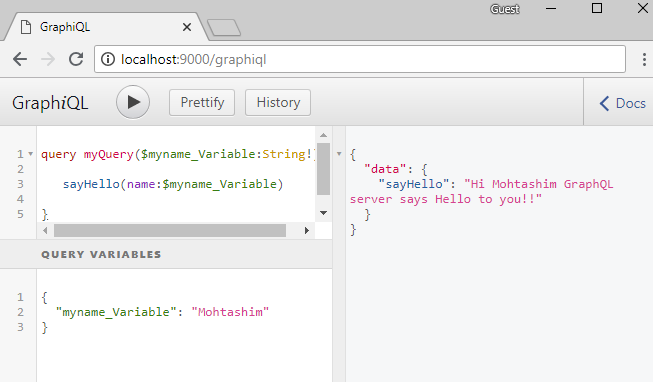 Guest
GraphiQL
localhost:9000/graphiql
GraphiQL Prettify History Docs
1 query myQuery($myname_Variable:String!)
2
3 sayHello(name:$myname_Variable)
4
5 }
{
"data": {
"sayHello": "Hi Mohtashim GraphQL
server says Hello to you!!"
}
}
QUERY VARIABLES
1 {
2 "myname_Variable": "Mohtashim"
3 }